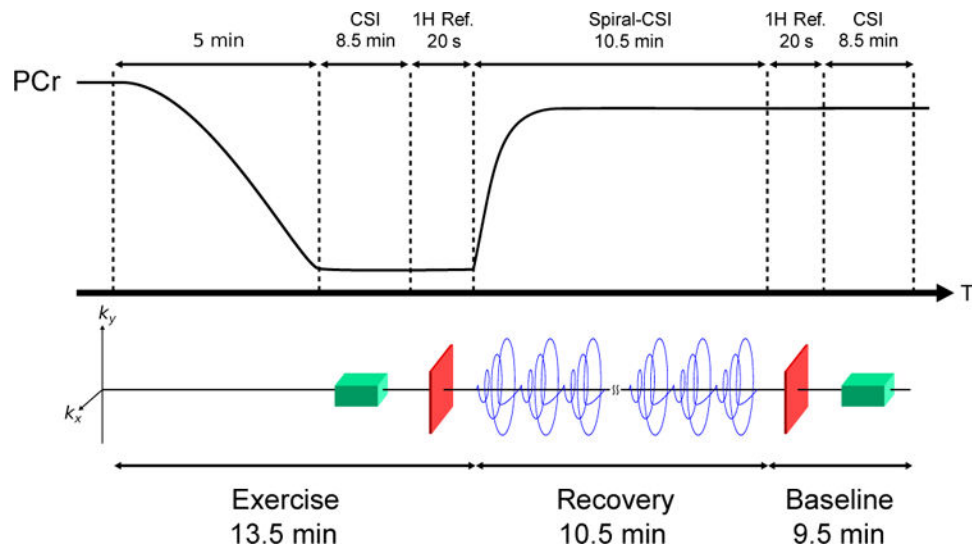 5 min
CSI
8.5 min
1H Ref.
20 s
Spiral-CSI
10.5 min
1H Ref.
20 s
CSI
8.5 min
PCr
T
ky
kx
Exercise
13.5 min
Recovery
10.5 min
Baseline
9.5 min